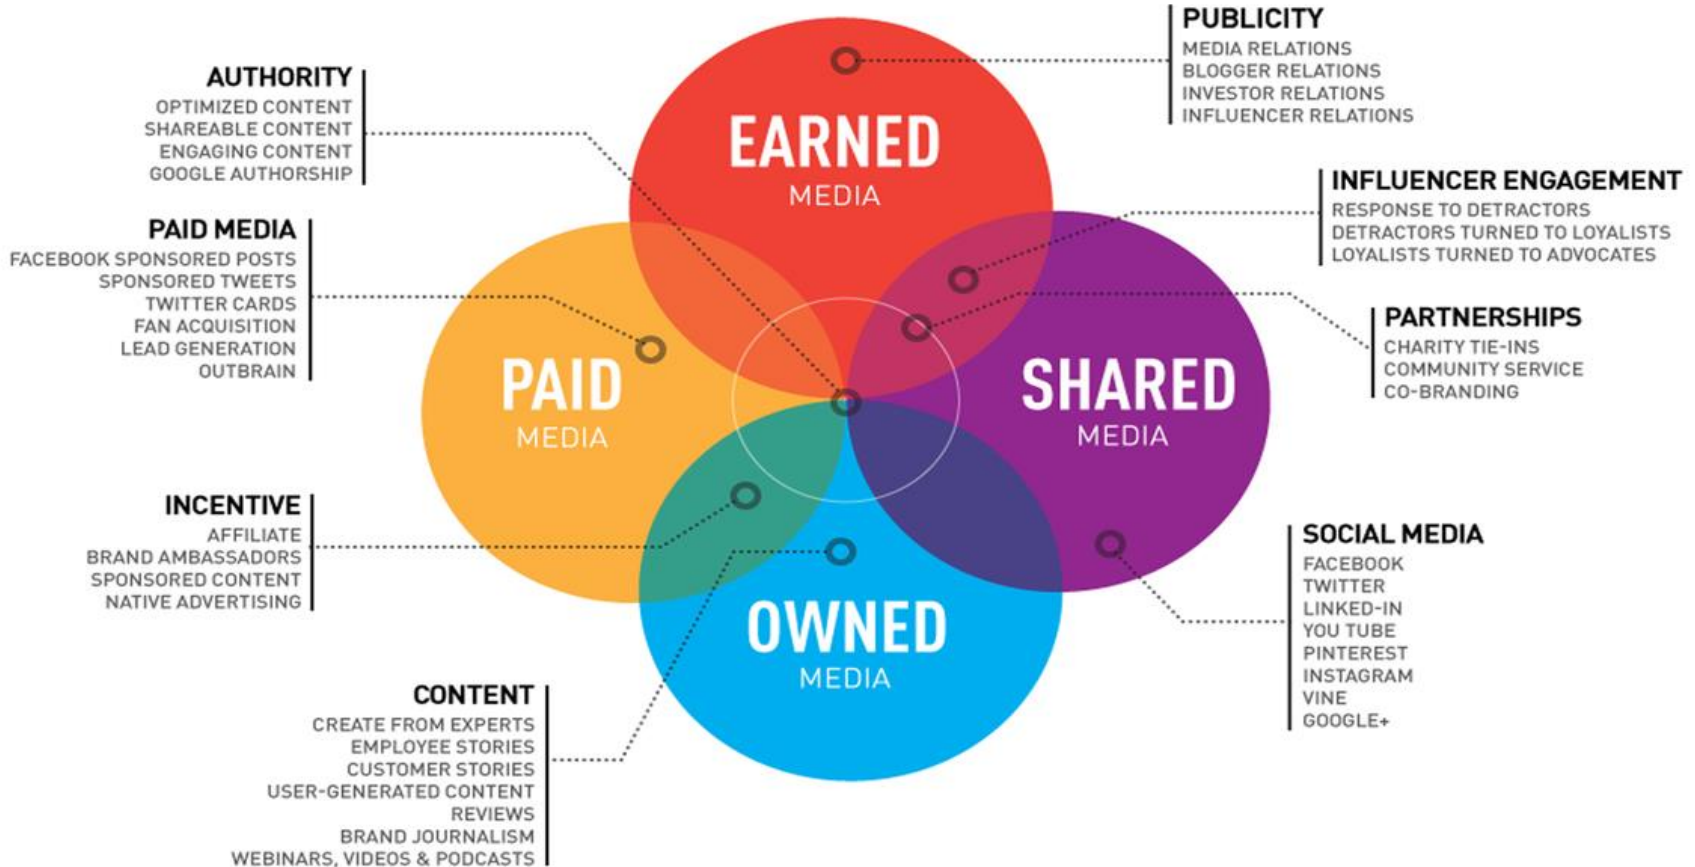 PUBLICITY
MEDIA RELATIONS
BLOGGER RELATIONS
INVESTOR RELATIONS
INFLUENCER RELATIONS
AUTHORITY
OPTIMIZED CONTENT
SHAREABLE CONTENT
ENGAGING CONTENT
GOOGLE AUTHORSHIP
EARNED
MEDIA
INFLUENCER ENGAGEMENT
RESPONSE TO DETRACTORS
DETRACTORS TURNED TO LOYALISTS
LOYALISTS TURNED TO ADVOCATES
PAID MEDIA
FACEBOOK SPONSORED POSTS
SPONSORED TWEETS
TWITTER CARDS
FAN ACQUISITION
LEAD GENERATION
OUTBRAIN
PARTNERSHIPS
CHARITY TIE-INS
COMMUNITY SERVICE
CO-BRANDING
PAID
MEDIA
SHARED
MEDIA
INCENTIVE
AFFILIATE
BRAND AMBASSADORS
SPONSORED CONTENT
NATIVE ADVERTISING
SOCIAL MEDIA
FACEBOOK
TWITTER
LINKED-IN
YOU TUBE
PINTEREST
INSTAGRAM
VINE
GOOGLE+
OWNED
MEDIA
CONTENT
CREATE FROM EXPERTS
EMPLOYEE STORIES
CUSTOMER STORIES
USER-GENERATED CONTENT
REVIEWS
BRAND JOURNALISM
WEBINARS, VIDEOS & PODCASTS